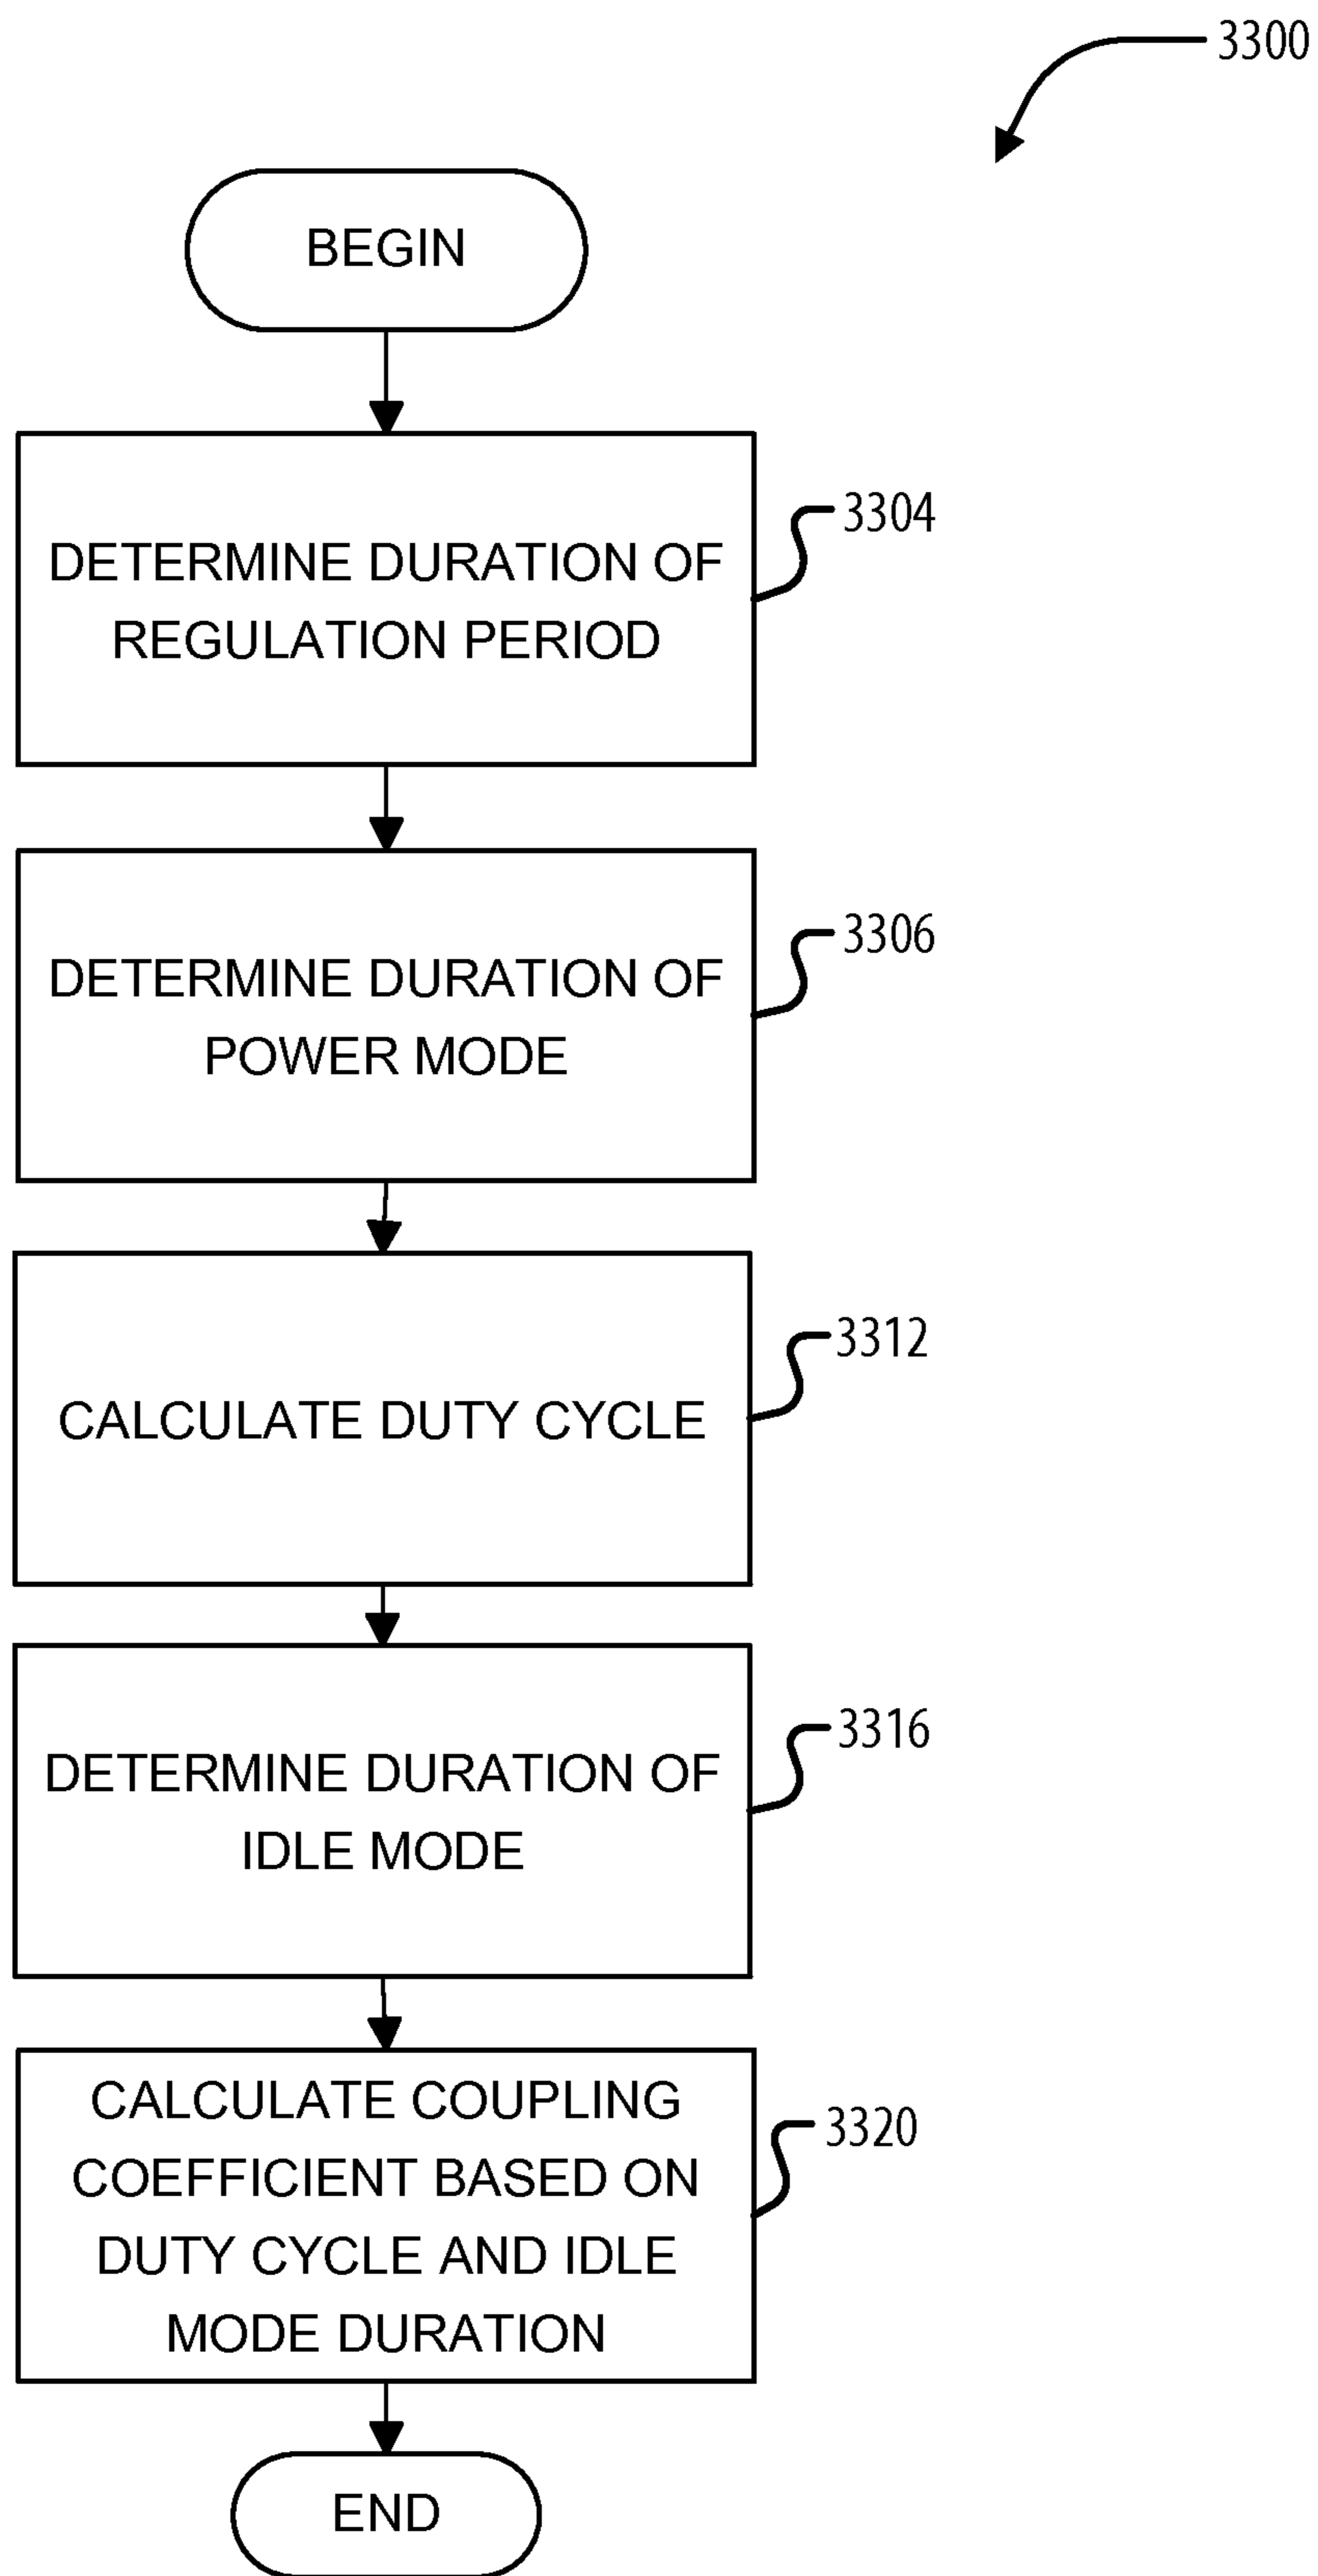 3300
BEGIN
DETERMINE DURATION OF
REGULATION PERIOD
3304
DETERMINE DURATION OF
POWER MODE
3306
CALCULATE DUTY CYCLE
3312
DETERMINE DURATION OF
IDLE MODE
3316
CALCULATE COUPLING
COEFFICIENT BASED ON
DUTY CYCLE AND IDLE
MODE DURATION
3320
END